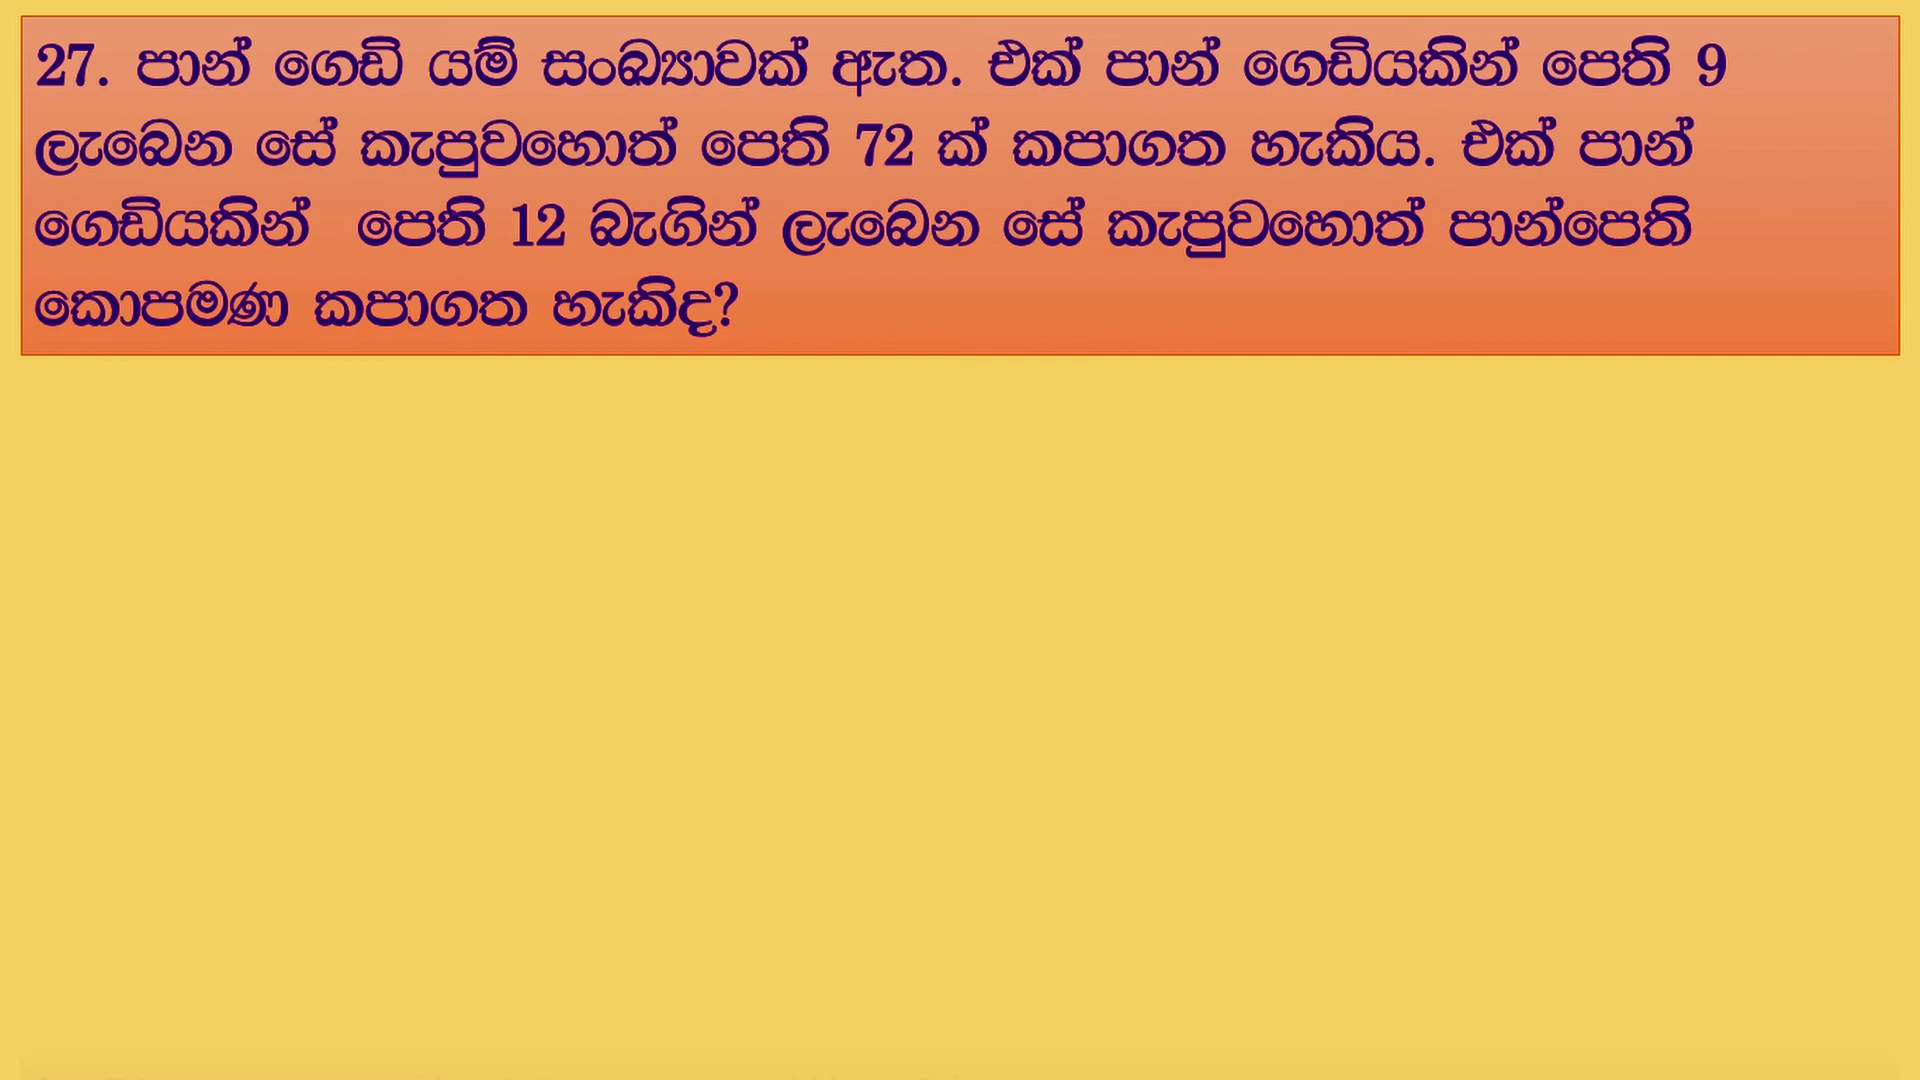 27. පාන් ගෙඩි යම් සංඛ්‍යාවක් ඇත. එක් පාන් ගෙඩියකින් පෙති 9
ලැබෙන සේ කැපුවහොත් පෙති 72 ක් කපාගත හැකිය. එක් පාන්
ගෙඩියකින්  පෙති 12 බැගින් ලැබෙන සේ කැපුවහොත් පාන්පෙති
කොපමණ කපාගත හැකිද?